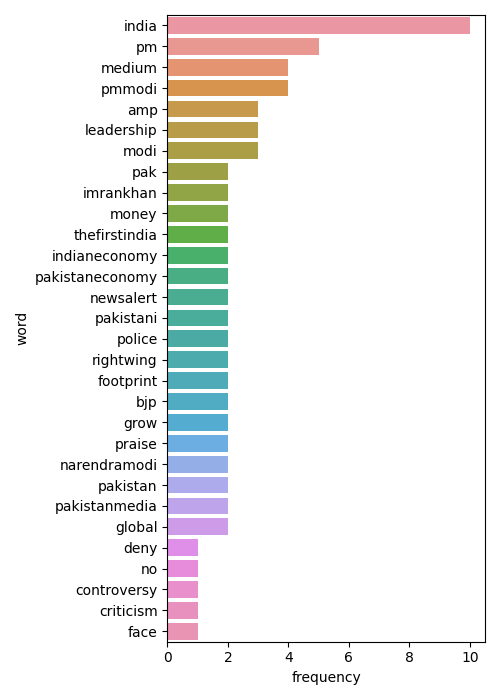 india
pm
medium
pmmodi
amp
leadership
modi
pak
imrankhan
money
thefirstindia
indianeconomy
pakistaneconomy
newsalert
pakistani
police
rightwing
footprint
bjp
grow
praise
narendramodi
pakistan
pakistanmedia
global
deny
no
controversy
criticism
face
word
0 2 4 6 8 10
frequency